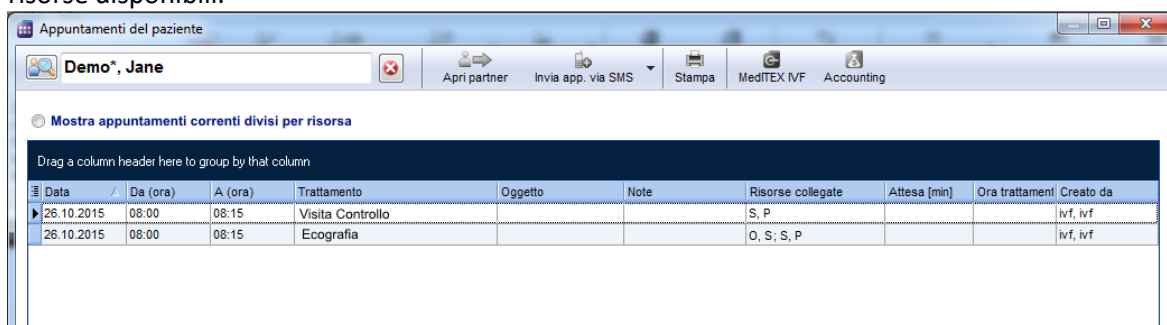 risorse disponibili.
Appuntamenti del paziente
Demo*, Jane
Apri partner Invia app. via SMS Stampa MedITEX IVF Accounting
Mostra appuntamenti correnti divisi per risorsa
Drag a column header here to group by that column
Data Da (ora) A (ora) Trattamento Oggetto Note Risorse collegate Attesa [min] Ora trattament Creato da
26.10.2015 08:00 08:15 Visita Controllo S, P ivf, ivf
26.10.2015 08:00 08:15 Ecografia O, S; S, P ivf, ivf